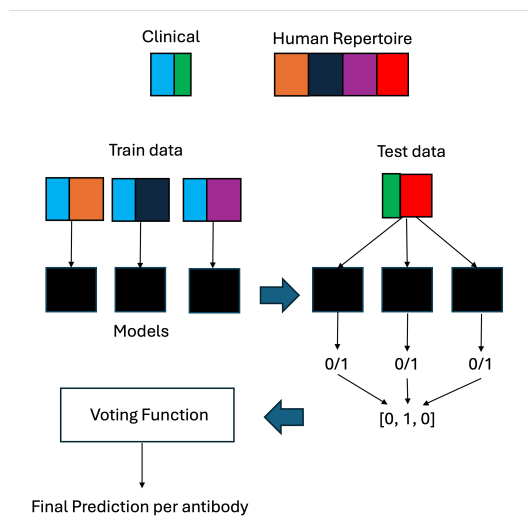 Clinical
Human Repertoire
Train data
Test data
Models
0/1
0/1
0/1
[0, 1, 0]
Voting Function
Final Prediction per antibody